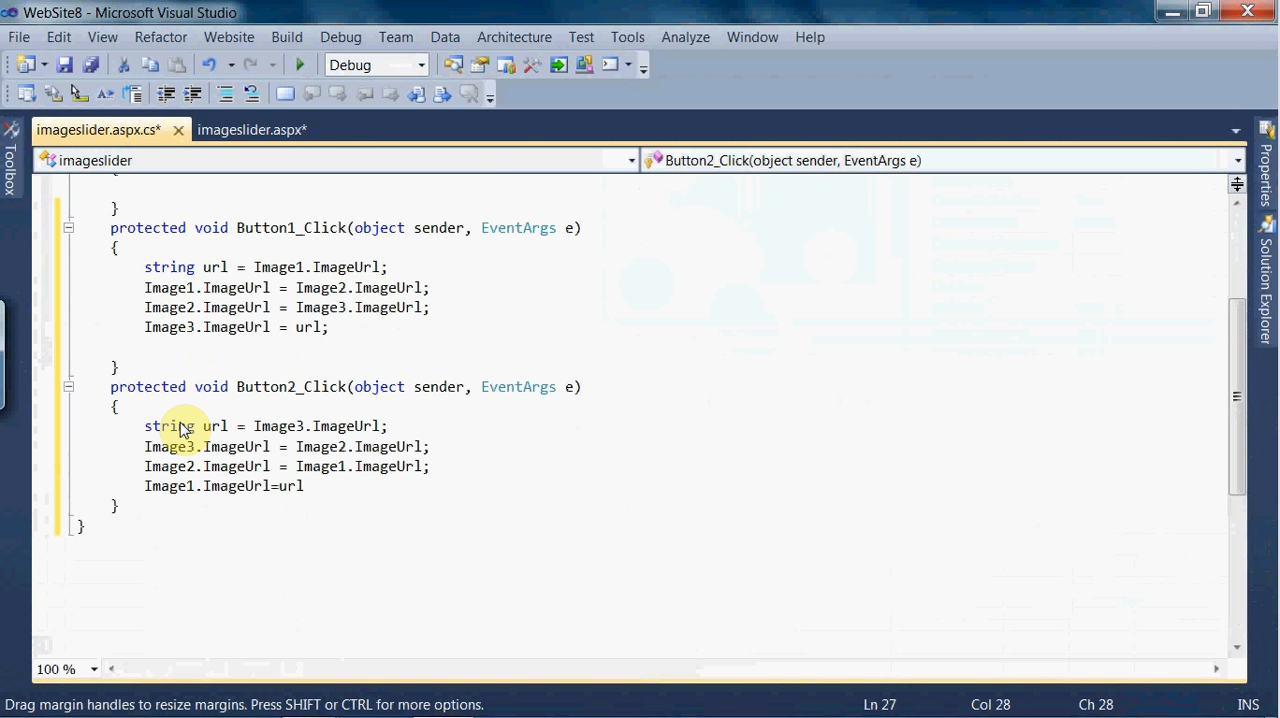 WebSite8 - Microsoft Visual Studio
File Edit View Refactor Website Build Debug Team Data Architecture Test Tools Analyze Window Help
Debug
imageslider.aspx.cs* imageslider.aspx*
imageslider Button2_Click(object sender, EventArgs e)
Toolbox
Properties
Solution Explorer
{
}
protected void Button1_Click(object sender, EventArgs e)
{
string url = Image1.ImageUrl;
Image1.ImageUrl = Image2.ImageUrl;
Image2.ImageUrl = Image3.ImageUrl;
Image3.ImageUrl = url;
}
protected void Button2_Click(object sender, EventArgs e)
{
string url = Image3.ImageUrl;
Image3.ImageUrl = Image2.ImageUrl;
Image2.ImageUrl = Image1.ImageUrl;
Image1.ImageUrl=url
}
}
100 %
Drag margin handles to resize margins. Press SHIFT or CTRL for more options. Ln 27 Col 28 Ch 28 INS